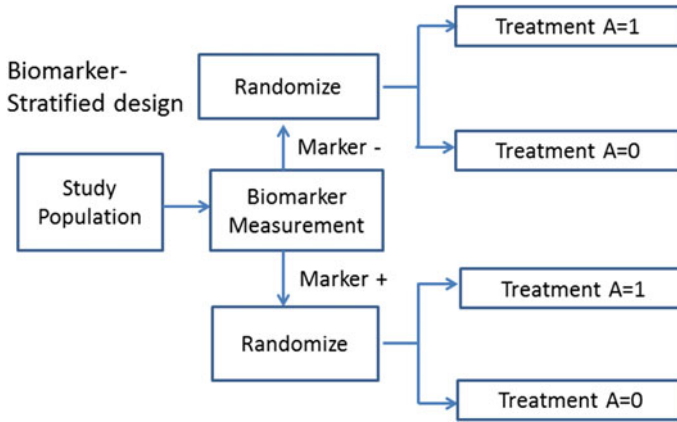 Biomarker-
Stratified design
Study
Population
Biomarker
Measurement
Marker -
Randomize
Treatment A=1
Treatment A=0
Marker +
Randomize
Treatment A=1
Treatment A=0